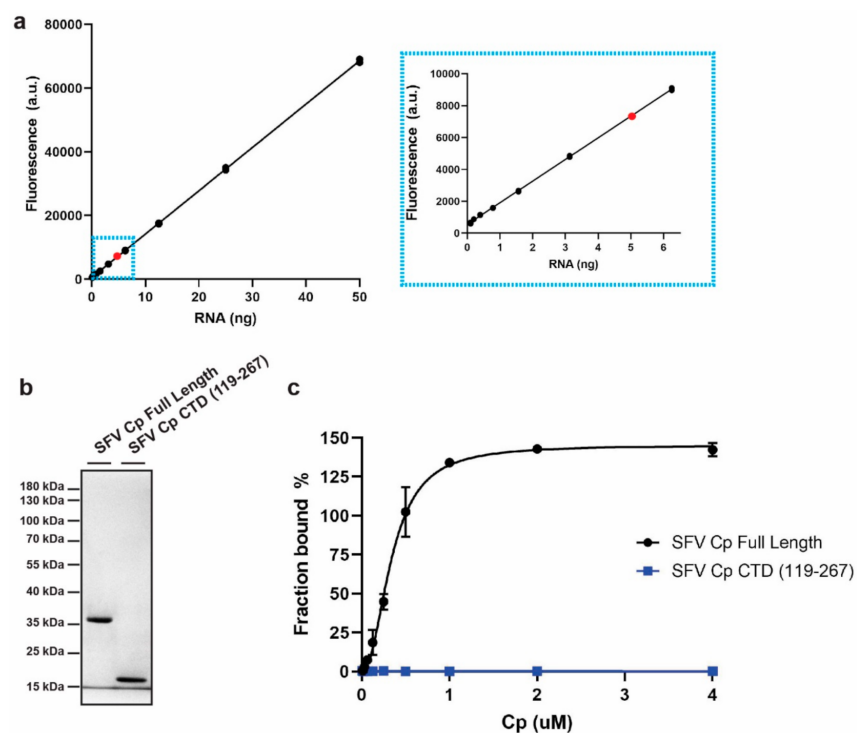 a
80000
60000
40000
20000
0
Fluorescence (a.u.)
0 10 20 30 40 50
RNA (ng)
10000
8000
6000
4000
2000
0
Fluorescence (a.u.)
0 1 2 3 4 5 6
RNA (ng)
b
SFV Cp Full Length
SFV Cp CTD (119-267)
180 kDa
130 kDa
100 kDa
70 kDa
55 kDa
40 kDa
35 kDa
25 kDa
15 kDa
c
150
125
100
75
50
25
0
Fraction bound %
0 1 2 3 4
Cp (uM)
SFV Cp Full Length
SFV Cp CTD (119-267)